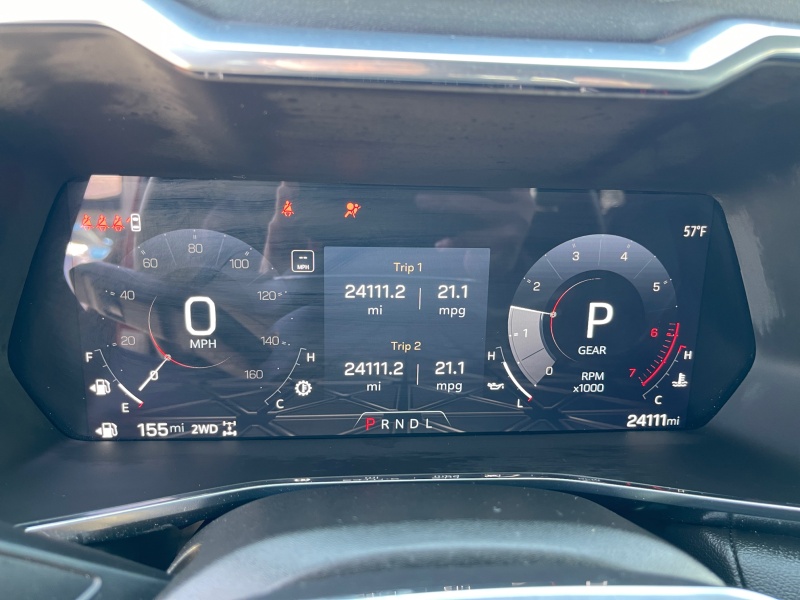 57°F
80
60
100
40
120
20
140
0
160
0
MPH
--
MPH
F
E
H
C
Trip 1
24111.2 21.1
mi mpg
Trip 2
24111.2 21.1
mi mpg
3
4
2
5
1
6
0
7
P
GEAR
RPM
x1000
H
L
H
C
155mi 2WD
P R N D L
24111mi